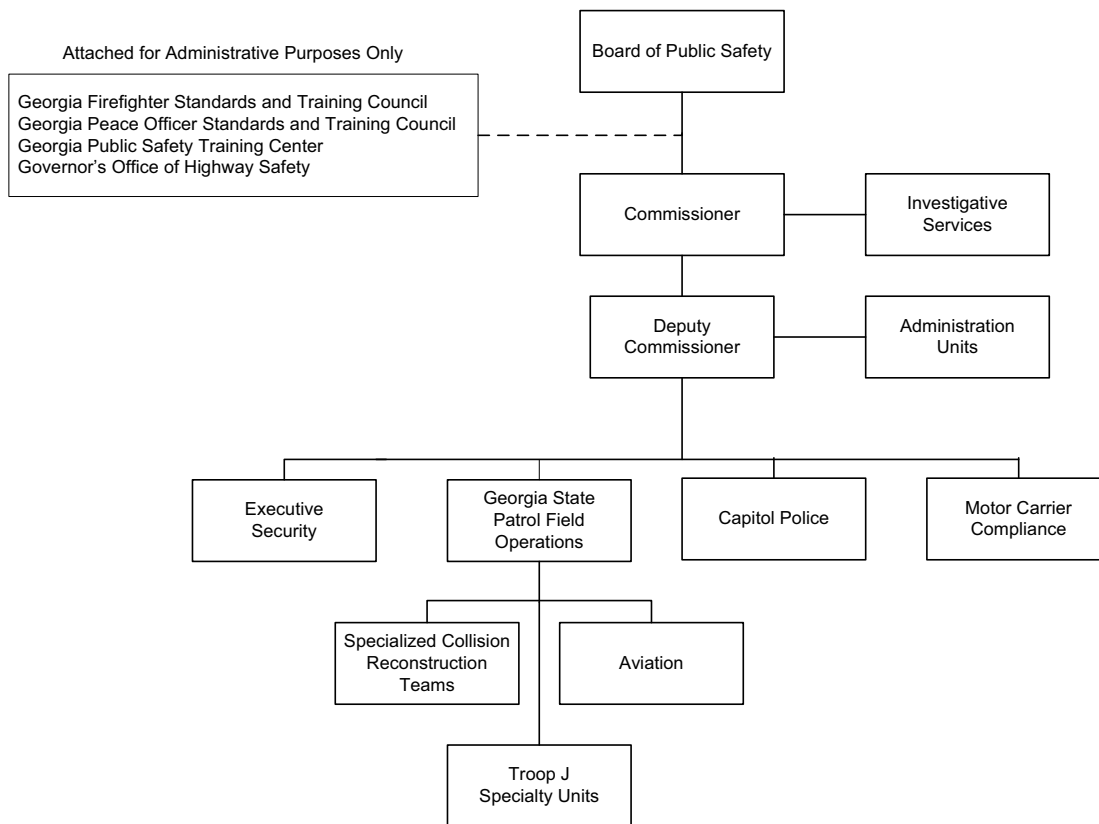 Attached for Administrative Purposes Only
Board of Public Safety
Georgia Firefighter Standards and Training Council
Georgia Peace Officer Standards and Training Council
Georgia Public Safety Training Center
Governor’s Office of Highway Safety
Commissioner
Investigative
Services
Deputy
Commissioner
Administration
Units
Executive
Security
Georgia State
Patrol Field
Operations
Capitol Police
Motor Carrier
Compliance
Specialized Collision
Reconstruction
Teams
Aviation
Troop J
Specialty Units